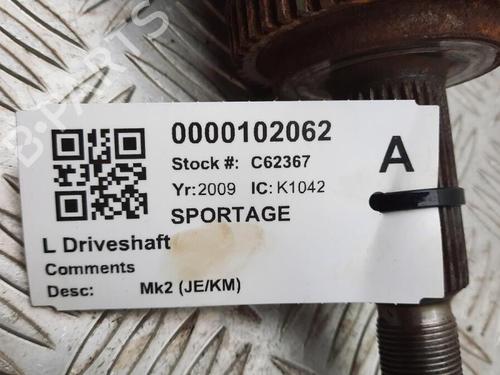 0000102062
Stock #: C62367
A
Yr:2009 IC:K1042
SPORTAGE
L Driveshaft
Comments
Desc: Mk2 (JE/KM)
B-PARTS